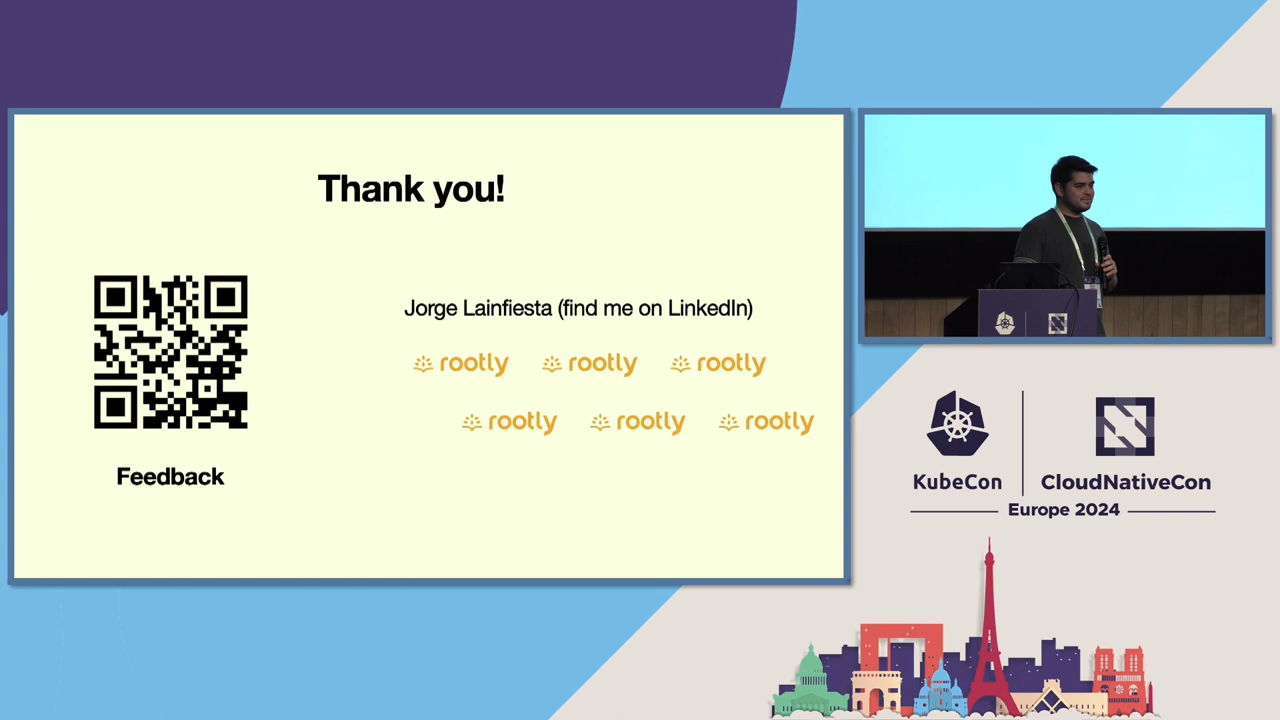 Thank you!
Jorge Lainfiesta (find me on LinkedIn)
rootly rootly rootly
rootly rootly rootly
Feedback
KubeCon
CloudNativeCon
Europe 2024